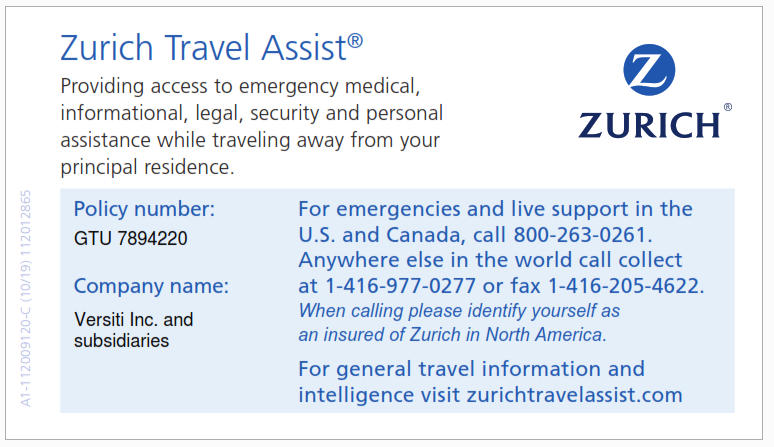 Zurich Travel Assist®
Providing access to emergency medical,
informational, legal, security and personal
assistance while traveling away from your
principal residence.
Z
ZURICH®
A1-112009120-C (10/19) 112012865
Policy number:
GTU 7894220
Company name:
Versiti Inc. and
subsidiaries
For emergencies and live support in the
U.S. and Canada, call 800-263-0261.
Anywhere else in the world call collect
at 1-416-977-0277 or fax 1-416-205-4622.
When calling please identify yourself as
an insured of Zurich in North America.
For general travel information and
intelligence visit zurichtravelassist.com